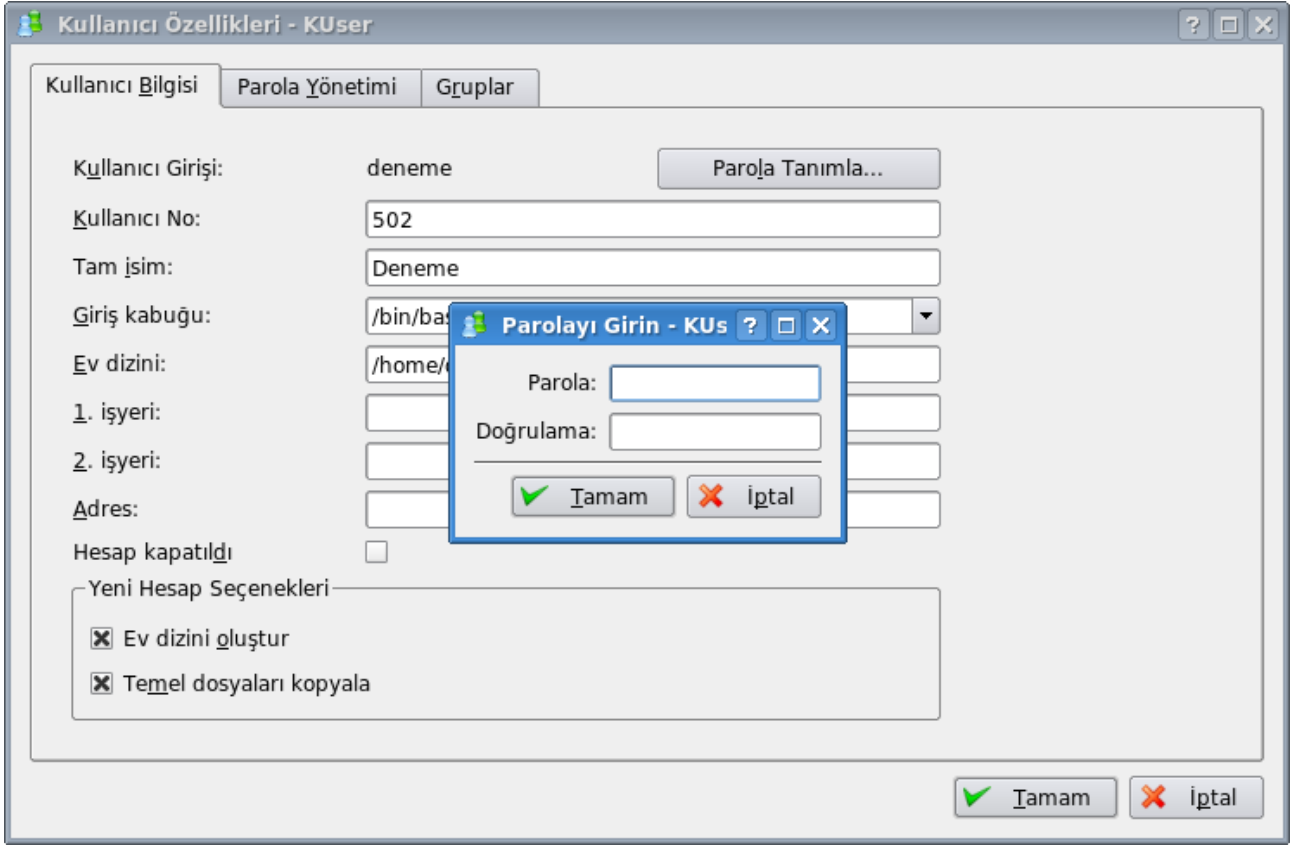 Kullanıcı Özellikleri - KUser
Kullanıcı Bilgisi Parola Yönetimi Gruplar
Kullanıcı Girişi: deneme Parola Tanımla...
Kullanıcı No: 502
Tam isim: Deneme
Giriş kabuğu: /bin/bas
Ev dizini: /home/
1. işyeri:
2. işyeri:
Adres:
Hesap kapatıldı
Yeni Hesap Seçenekleri
Ev dizini oluştur
Temel dosyaları kopyala
Tamam İptal
Parolayı Girin - KUs
Parola:
Doğrulama:
Tamam İptal